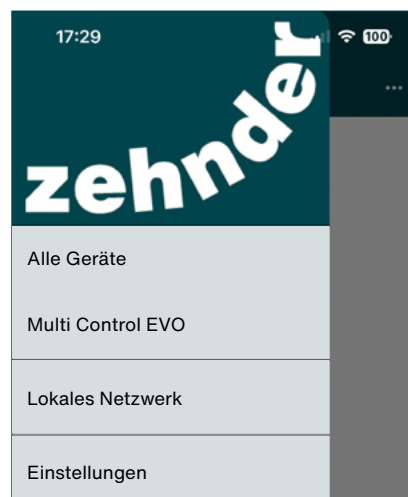 17:29
100
...
zehnder
Alle Geräte
Multi Control EVO
Lokales Netzwerk
Einstellungen